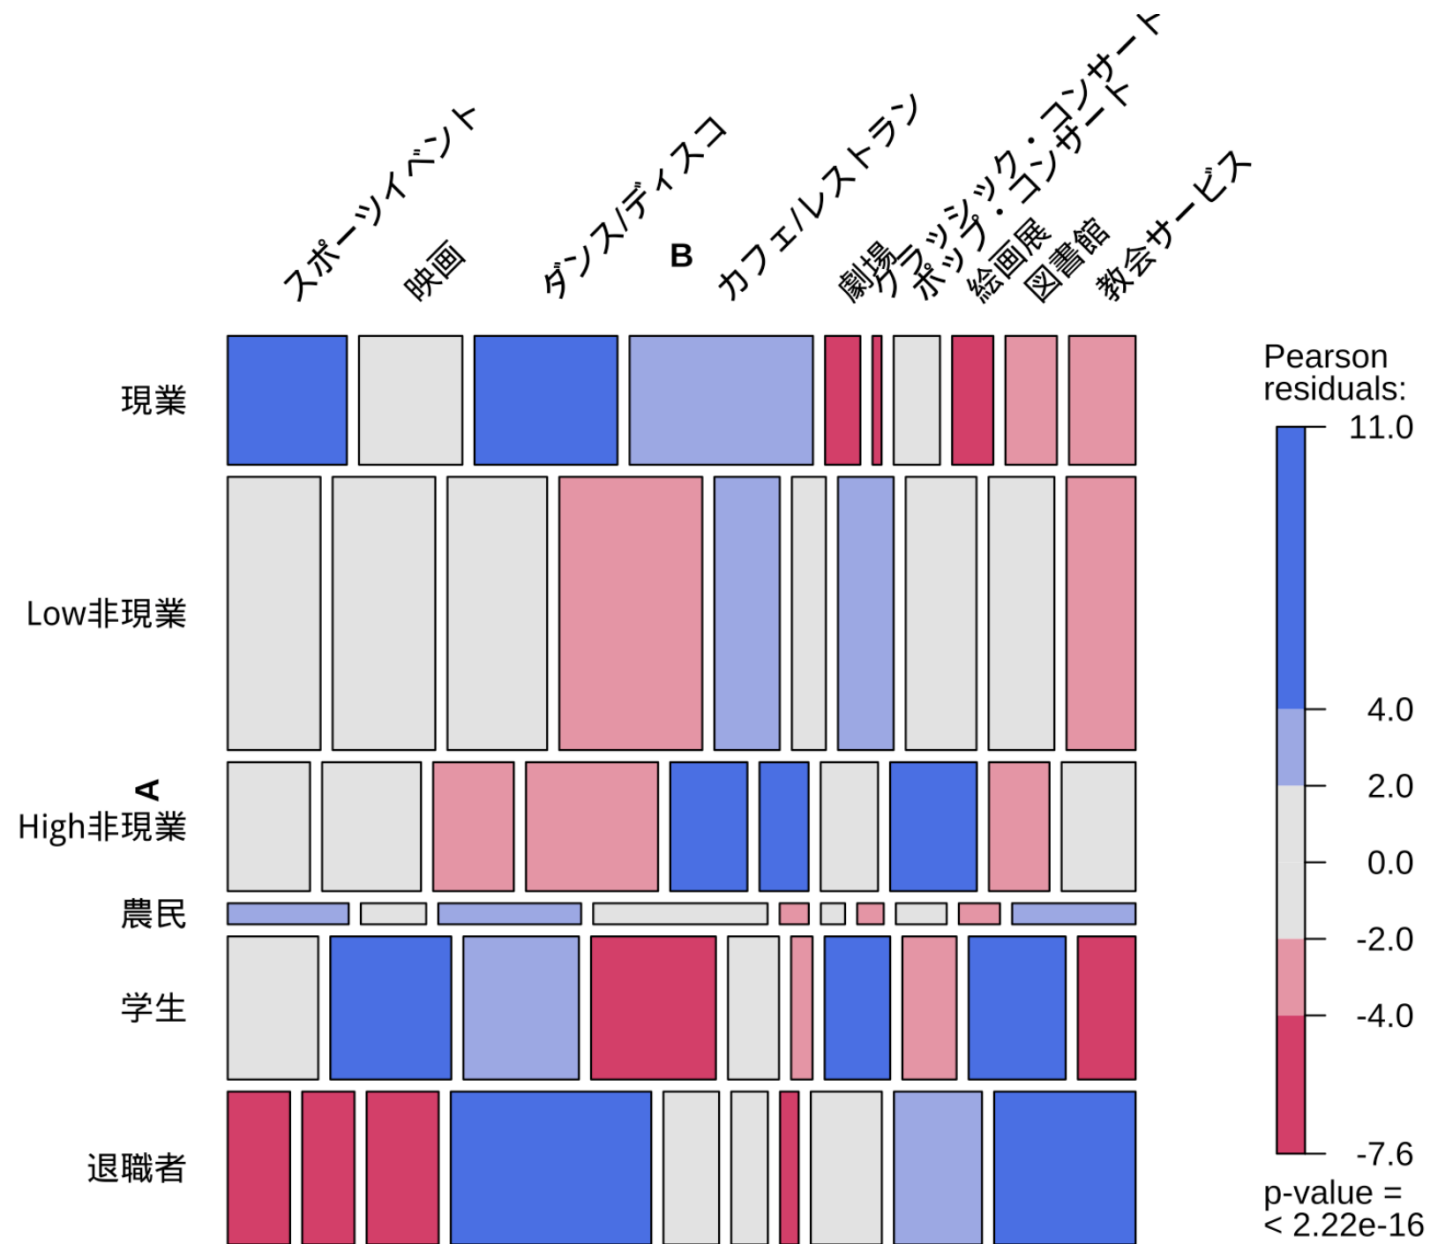 スポーツイベント
映画
ダンス/ディスコ
B
カフェ/レストラン
劇場
クラッシック・コンサート
ポップ・コンサート
絵画展
図書館
教会サービス
現業
Low非現業
A
High非現業
農民
学生
退職者
Pearson
residuals:
11.0
4.0
2.0
0.0
-2.0
-4.0
-7.6
p-value =
< 2.22e-16